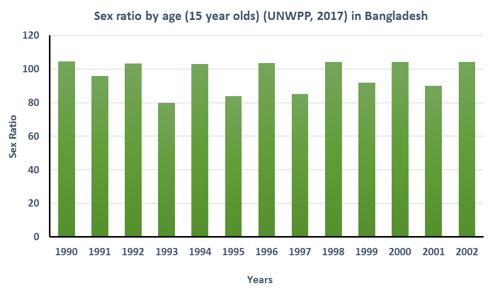 Sex ratio by age (15 year olds) (UNWPP, 2017) in Bangladesh
120
100
80
60
40
20
0
Sex Ratio
1990 1991 1992 1993 1994 1995 1996 1997 1998 1999 2000 2001 2002
Years